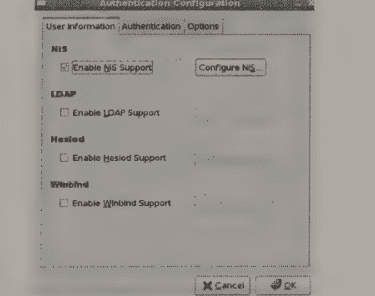 Authentication Configuration
User Information Authentication Options
NIS
Enable NIS Support Configure NIS...
LDAP
Enable LDAP Support
Hesiod
Enable Hesiod Support
Winbind
Enable Winbind Support
Cancel OK